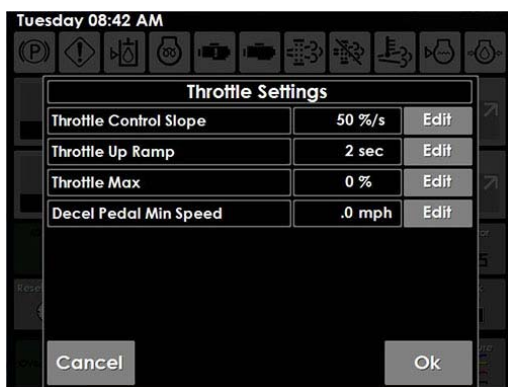 Tuesday 08:42 AM
Throttle Settings
Throttle Control Slope 50 %/s Edit
Throttle Up Ramp 2 sec Edit
Throttle Max 0 % Edit
Decel Pedal Min Speed .0 mph Edit
Cancel Ok